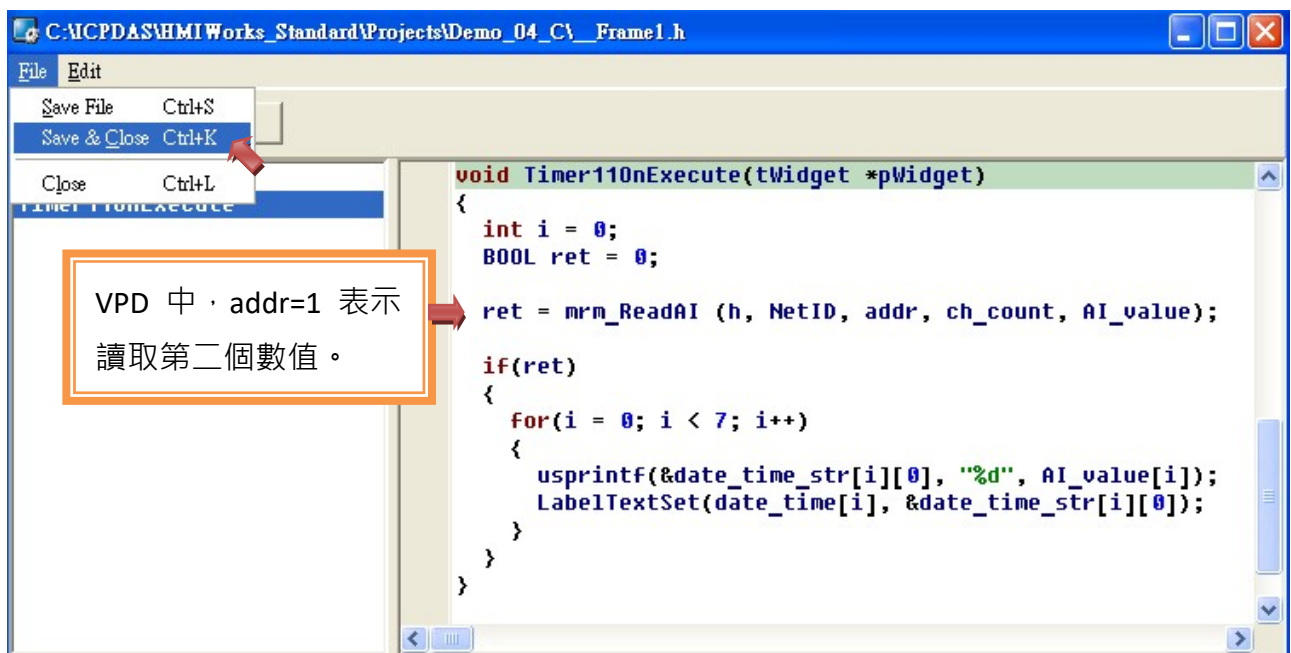 C:\ICPDAS\HMIWorks_Standard\Projects\Demo_04_C\__Frame1.h
File Edit
Save File Ctrl+S
Save & Close Ctrl+K
Close Ctrl+L
Timer11OnExecute
VPD 中，addr=1 表示
讀取第二個數值。
void Timer11OnExecute(tWidget *pWidget)
{
int i = 0;
BOOL ret = 0;
ret = mrm_ReadAI (h, NetID, addr, ch_count, AI_value);
if(ret)
{
for(i = 0; i < 7; i++)
{
usprintf(&date_time_str[i][0], "%d", AI_value[i]);
LabelTextSet(date_time[i], &date_time_str[i][0]);
}
}
}